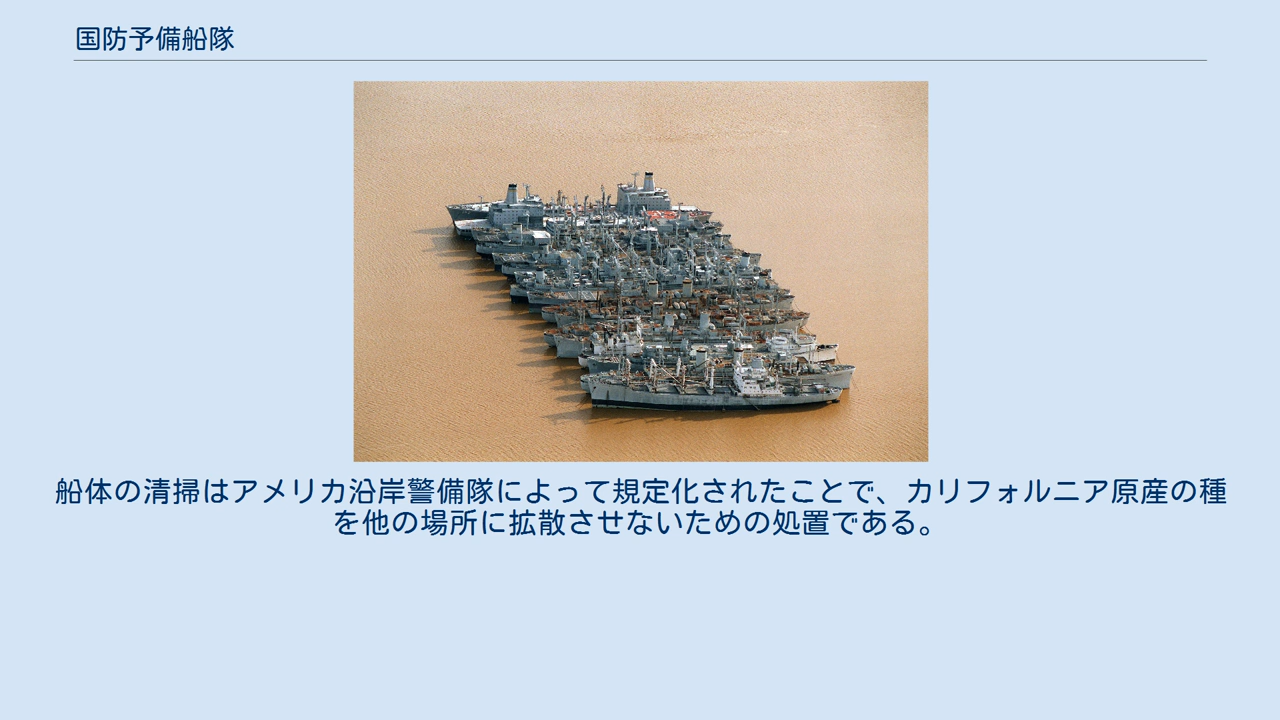 国防予備船隊
船体の清掃はアメリカ沿岸警備隊によって規定化されたことで、カリフォルニア原産の種
を他の場所に拡散させないための処置である。